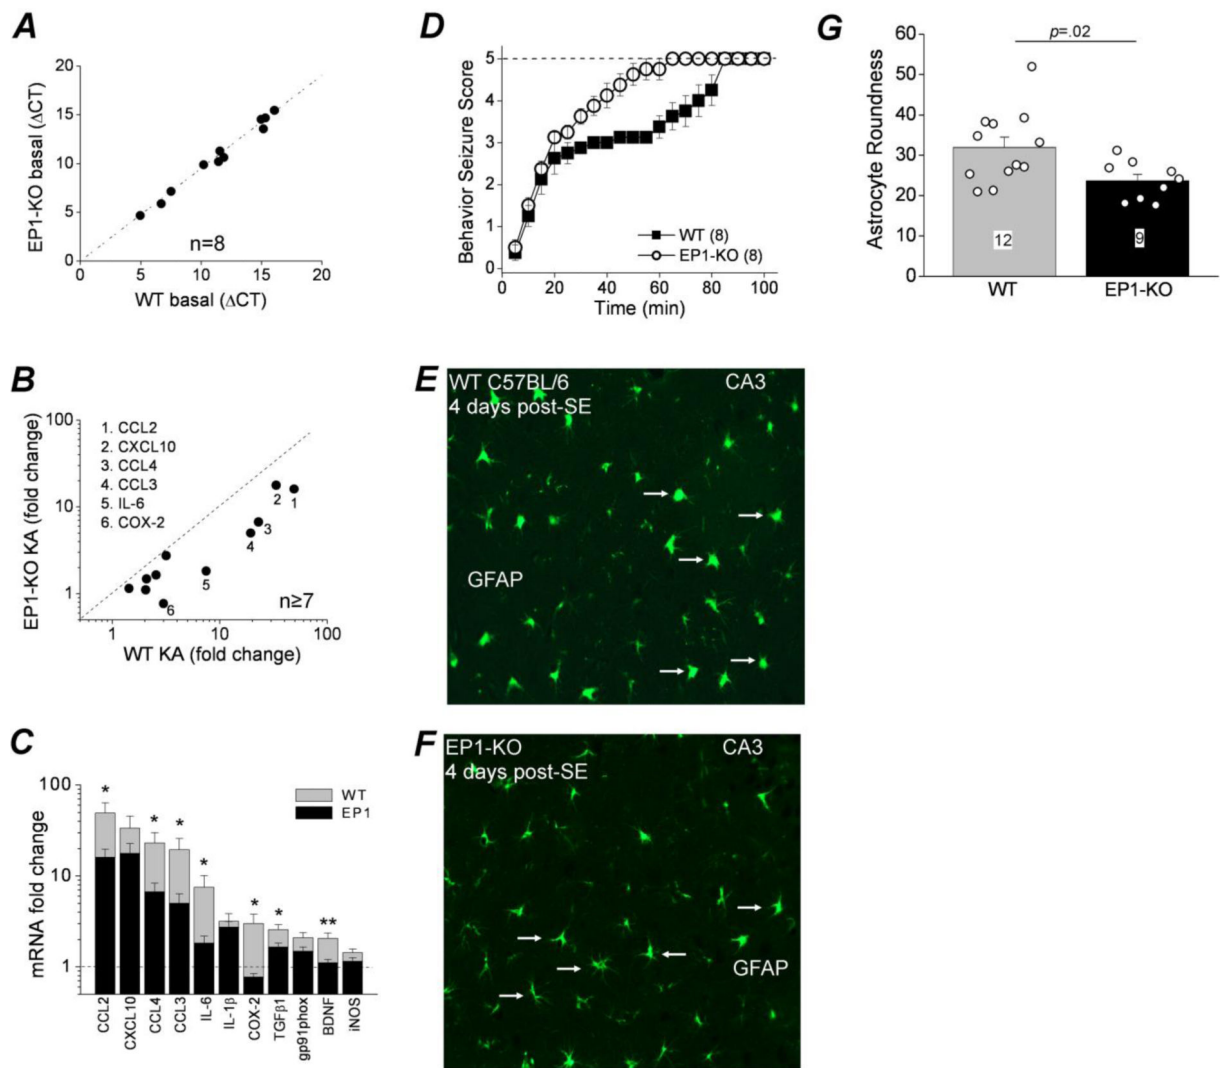 A
EP1-KO basal (ΔCT)
20
15
10
5
0
n=8
0 5 10 15 20
WT basal (ΔCT)
B
EP1-KO KA (fold change)
100
10
1
1. CCL2
2. CXCL10
3. CCL4
4. CCL3
5. IL-6
6. COX-2
2
1
3
4
5
6
n≥7
1 10 100
WT KA (fold change)
C
mRNA fold change
100
10
1
WT
EP1
* * * * * * **
CCL2
CXCL10
CCL4
CCL3
IL-6
IL-1β
COX-2
TGFβ1
gp91phox
BDNF
iNOS
D
Behavior Seizure Score
5
4
3
2
1
0
WT (8)
EP1-KO (8)
0 20 40 60 80 100
Time (min)
E
WT C57BL/6 CA3
4 days post-SE
GFAP
F
EP1-KO CA3
4 days post-SE
GFAP
G
Astrocyte Roundness
60
50
40
30
20
10
0
p=.02
12
9
WT EP1-KO